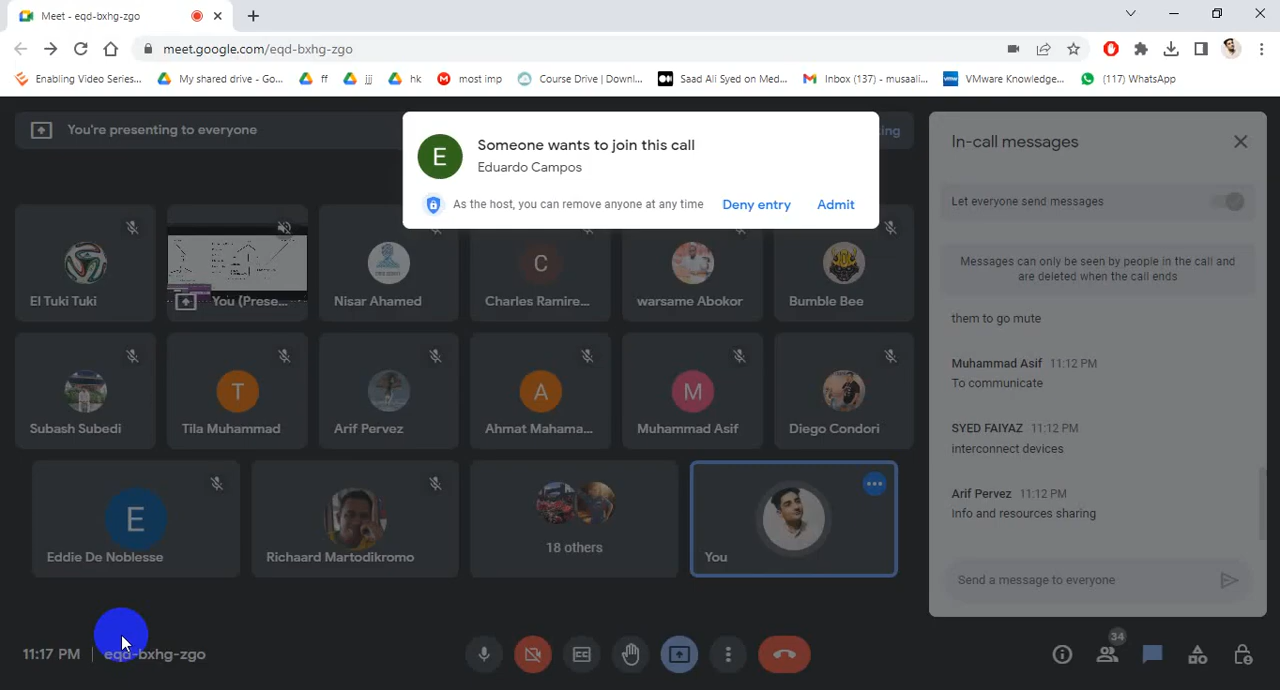 Meet - eqd-bxhg-zgo
meet.google.com/eqd-bxhg-zgo
Enabling Video Series...
My shared drive - Go...
ff
jjj
hk
most imp
Course Drive | Downl...
Saad Ali Syed on Med...
Inbox (137) - musaali...
VMware Knowledge...
(117) WhatsApp
You're presenting to everyone
Someone wants to join this call
E
Eduardo Campos
As the host, you can remove anyone at any time
Deny entry
Admit
El Tuki Tuki
You (Prese...
Nisar Ahamed
C
Charles Ramire...
warsame Abokor
Bumble Bee
Subash Subedi
T
Tila Muhammad
Arif Pervez
A
Ahmat Mahama...
M
Muhammad Asif
Diego Condori
E
Eddie De Noblesse
Richaard Martodikromo
18 others
You
In-call messages
Let everyone send messages
Messages can only be seen by people in the call and
are deleted when the call ends
them to go mute
Muhammad Asif 11:12 PM
To communicate
SYED FAIYAZ 11:12 PM
interconnect devices
Arif Pervez 11:12 PM
Info and resources sharing
Send a message to everyone
11:17 PM | eqd-bxhg-zgo
34